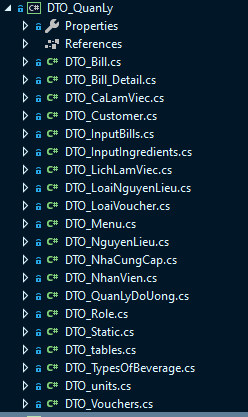 C# DTO_QuanLy
Properties
References
C# DTO_Bill.cs
C# DTO_Bill_Detail.cs
C# DTO_CaLamViec.cs
C# DTO_Customer.cs
C# DTO_InputBills.cs
C# DTO_InputIngredients.cs
C# DTO_LichLamViec.cs
C# DTO_LoaiNguyenLieu.cs
C# DTO_LoaiVoucher.cs
C# DTO_Menu.cs
C# DTO_NguyenLieu.cs
C# DTO_NhaCungCap.cs
C# DTO_NhanVien.cs
C# DTO_QuanLyDoUong.cs
C# DTO_Role.cs
C# DTO_Static.cs
C# DTO_tables.cs
C# DTO_TypesOfBeverage.cs
C# DTO_units.cs
C# DTO_Vouchers.cs